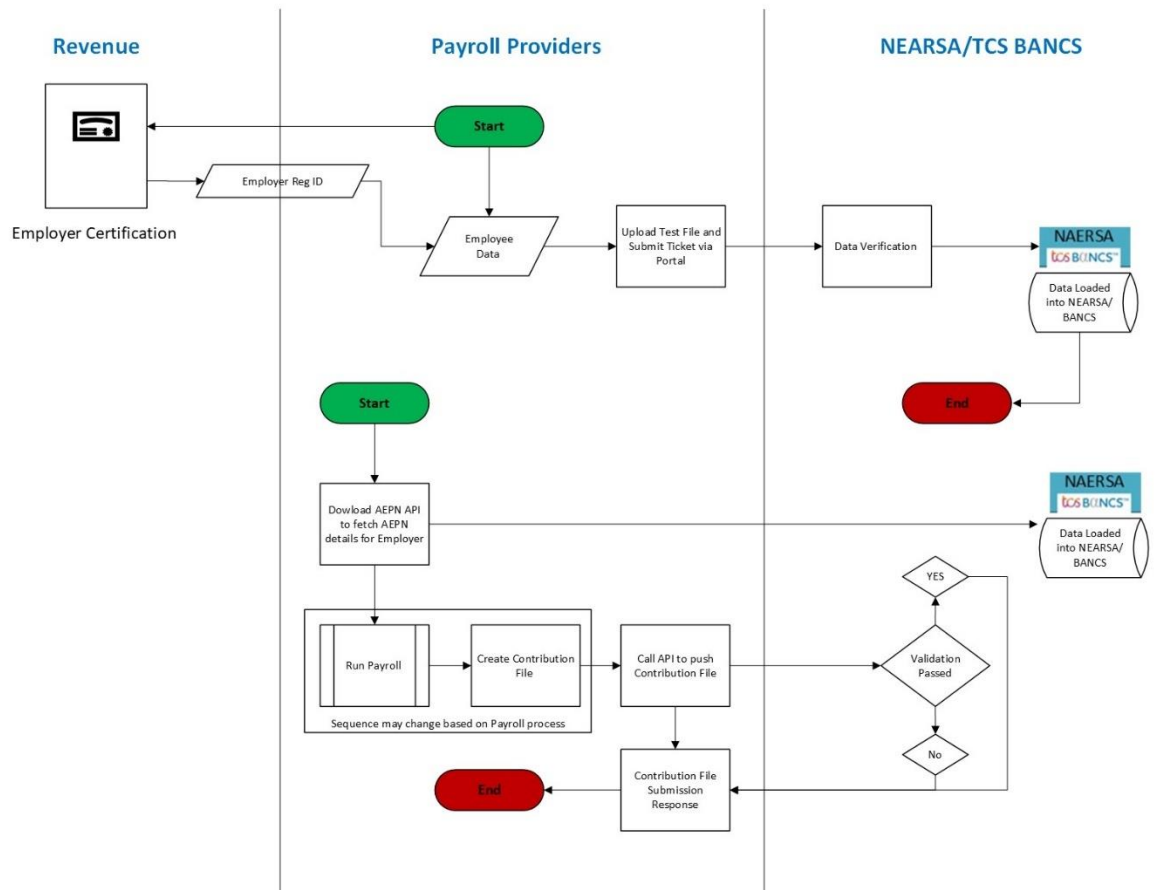 Revenue
Payroll Providers
NEARSA/TCS BANCS
Start
Employer Reg ID
Employer Certification
Employee
Data
Upload Test File and
Submit Ticket via
Portal
Data Verification
NAERSA
tcs BαNCS™
Data Loaded
into NEARSA/
BANCS
End
Start
Dowload AEPN API
to fetch AEPN
details for Employer
NAERSA
tcs BαNCS™
Data Loaded
into NEARSA/
BANCS
Run Payroll
Create Contribution
File
Sequence may change based on Payroll process
Call API to push
Contribution File
YES
Validation
Passed
No
Contribution File
Submission
Response
End